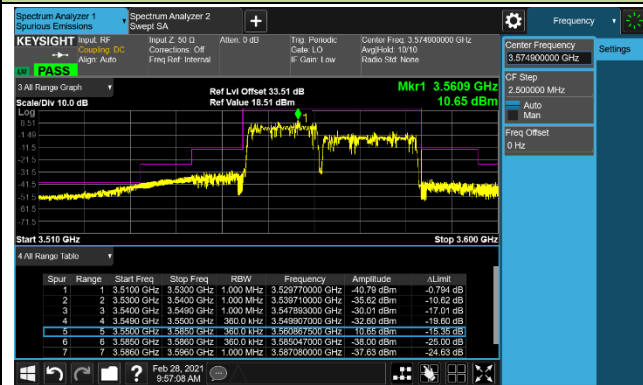 Spectrum Analyzer 1
Spurious Emissions
Spectrum Analyzer 2
Swept SA
+
Frequency
KEYSIGHT
Input: RF
Coupling: DC
Align: Auto
Input Z: 50 Ω
Corrections: Off
Freq Ref: Internal
Atten: 0 dB
Trig: Periodic
Gate: LO
IF Gain: Low
Center Freq: 3.574900000 GHz
Avg|Hold: 10/10
Radio Std: None
LXI
PASS
Center Frequency
3.574900000 GHz
Settings
CF Step
2.500000 MHz
Auto
Man
Freq Offset
0 Hz
3 All Range Graph
Scale/Div 10.0 dB
Ref Lvl Offset 33.51 dB
Ref Value 18.51 dBm
Mkr1 3.5609 GHz
10.65 dBm
Log
8.51
-1.49
-11.5
-21.5
-31.5
-41.5
-51.5
-61.5
-71.5
1
Start 3.510 GHz
Stop 3.600 GHz
4 All Range Table
Spur Range Start Freq Stop Freq RBW Frequency Amplitude ΔLimit
1 1 3.5100 GHz 3.5300 GHz 1.000 MHz 3.529770000 GHz -40.79 dBm -0.794 dB
2 2 3.5300 GHz 3.5400 GHz 1.000 MHz 3.539710000 GHz -35.62 dBm -10.62 dB
3 3 3.5400 GHz 3.5490 GHz 1.000 MHz 3.547893000 GHz -30.01 dBm -17.01 dB
4 4 3.5490 GHz 3.5500 GHz 360.0 kHz 3.549907000 GHz -32.60 dBm -19.60 dB
5 5 3.5500 GHz 3.5850 GHz 360.0 kHz 3.560867500 GHz 10.65 dBm -15.35 dB
6 6 3.5850 GHz 3.5860 GHz 360.0 kHz 3.585047000 GHz -38.00 dBm -25.00 dB
7 7 3.5860 GHz 3.5960 GHz 1.000 MHz 3.587080000 GHz -37.63 dBm -24.63 dB
?
Feb 28, 2021
9:57:08 AM